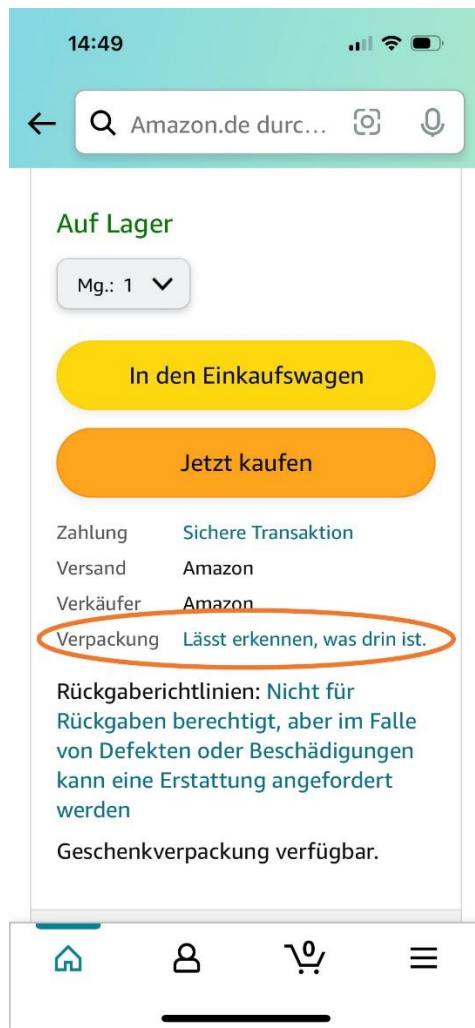 14:49
Amazon.de durc...
Auf Lager
Mg.: 1
In den Einkaufswagen
Jetzt kaufen
Zahlung Sichere Transaktion
Versand Amazon
Verkäufer Amazon
Verpackung Lässt erkennen, was drin ist.
Rückgaberichtlinien: Nicht für
Rückgaben berechtigt, aber im Falle
von Defekten oder Beschädigungen
kann eine Erstattung angefordert
werden
Geschenkverpackung verfügbar.
0